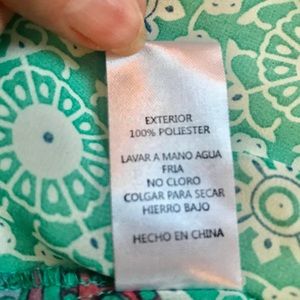 EXTERIOR
100% POLIESTER
LAVAR A MANO AGUA
FRIA
NO CLORO
COLGAR PARA SECAR
HIERRO BAJO
HECHO EN CHINA